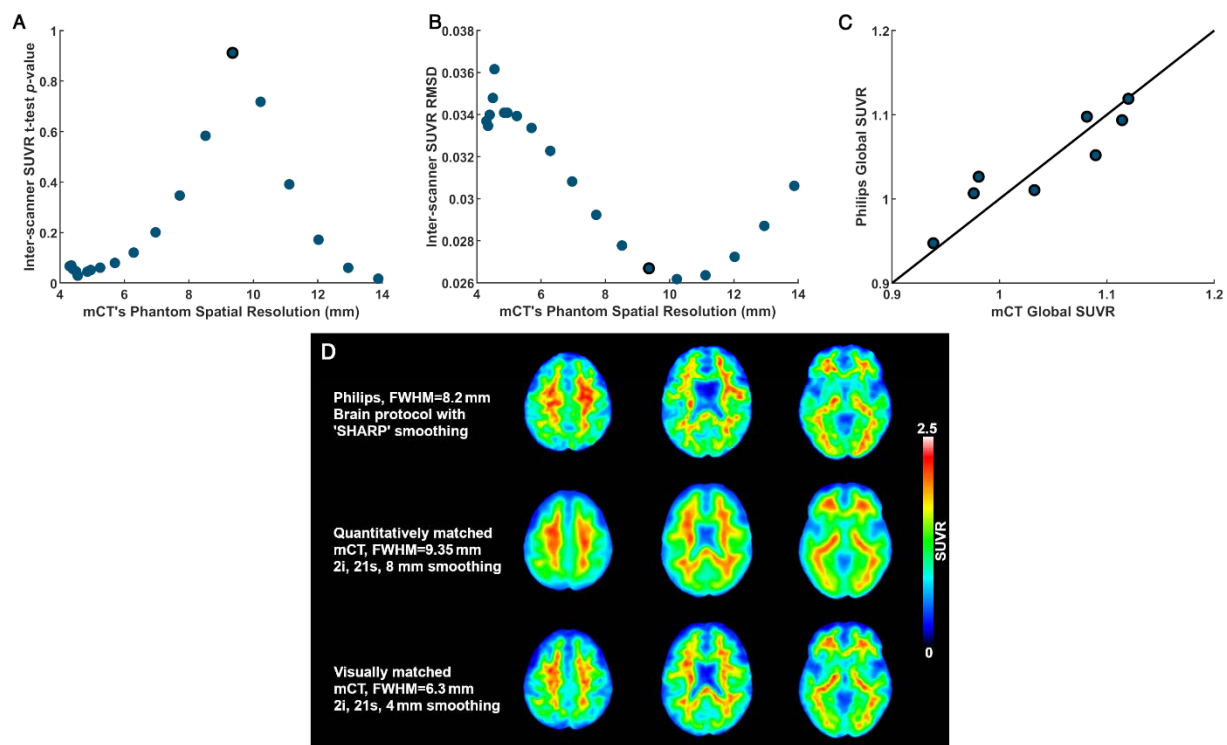 A
Inter-scanner SUVR t-test p-value
1
0.8
0.6
0.4
0.2
0
4
6
8
10
12
14
mCT's Phantom Spatial Resolution (mm)
B
Inter-scanner SUVR RMSD
0.038
0.036
0.034
0.032
0.03
0.028
0.026
4
6
8
10
12
14
mCT's Phantom Spatial Resolution (mm)
C
Philips Global SUVR
1.2
1.1
1
0.9
0.9
1
1.1
1.2
mCT Global SUVR
D
Philips, FWHM=8.2 mm
Brain protocol with
'SHARP' smoothing
Quantitatively matched
mCT, FWHM=9.35 mm
2i, 21s, 8 mm smoothing
Visually matched
mCT, FWHM=6.3 mm
2i, 21s, 4 mm smoothing
2.5
SUVR
0